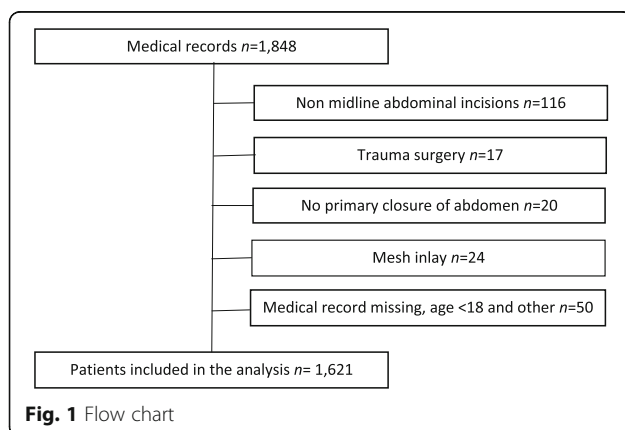 Medical records n=1,848
Non midline abdominal incisions n=116
Trauma surgery n=17
No primary closure of abdomen n=20
Mesh inlay n=24
Medical record missing, age <18 and other n=50
Patients included in the analysis n= 1,621
Fig. 1 Flow chart